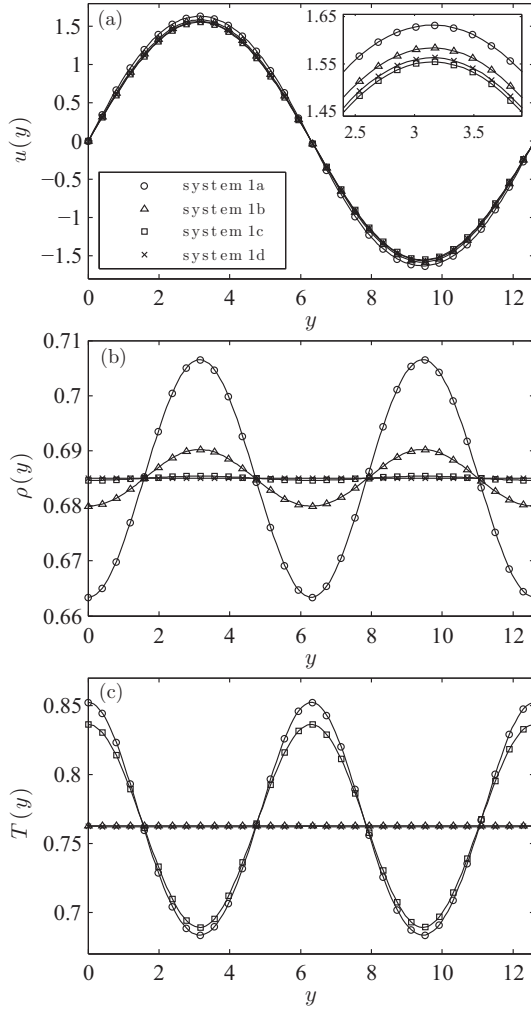 (a)
u(y)
1.5
1
0.5
0
−0.5
−1
−1.5
1.65
1.55
1.45
2.5 3 3.5
system 1a
system 1b
system 1c
system 1d
0 2 4 6 8 10 12
y
(b)
ρ(y)
0.71
0.7
0.69
0.68
0.67
0.66
0 2 4 6 8 10 12
y
(c)
T(y)
0.85
0.8
0.75
0.7
0 2 4 6 8 10 12
y